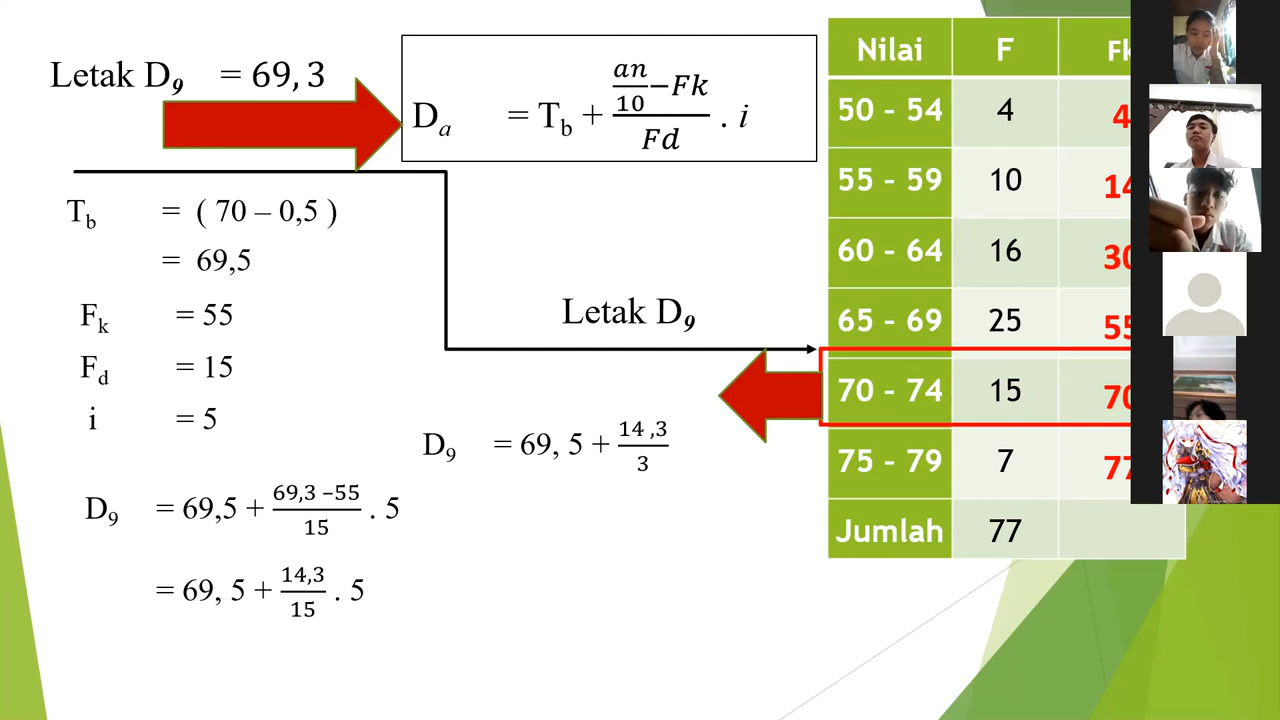 Letak D9 = 69, 3
Da = Tb + (an/10 – Fk)/Fd . i
Tb = ( 70 – 0,5 )
= 69,5
Fk = 55
Fd = 15
i = 5
D9 = 69,5 + (69,3 –55)/15 . 5
= 69, 5 + 14,3/15 . 5
Letak D9
D9 = 69, 5 + 14 ,3/3
Nilai F Fk
50 - 54 4 4
55 - 59 10 14
60 - 64 16 30
65 - 69 25 55
70 - 74 15 70
75 - 79 7 77
Jumlah 77